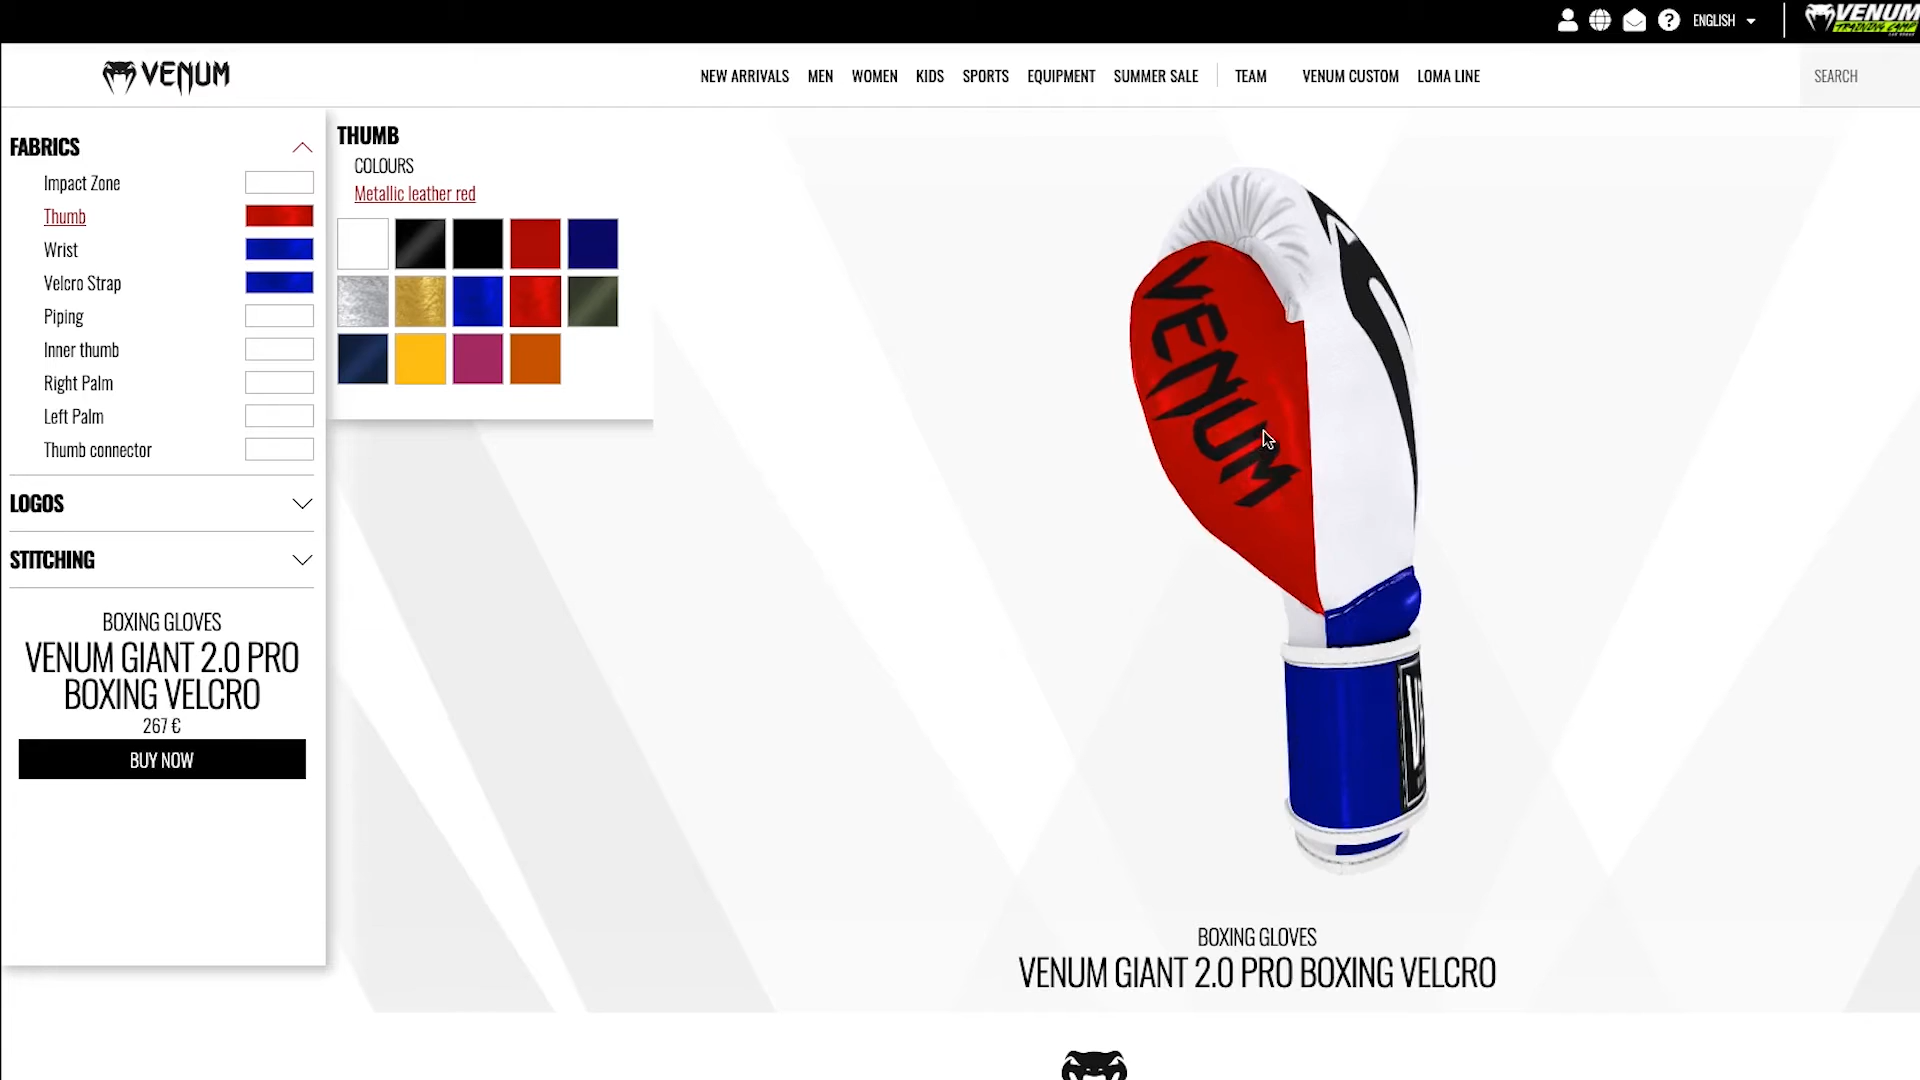 ENGLISH
VENUM
TRAINING CAMP
VENUM
NEW ARRIVALS MEN WOMEN KIDS SPORTS EQUIPMENT SUMMER SALE TEAM VENUM CUSTOM LOMA LINE
SEARCH
FABRICS
Impact Zone
Thumb
Wrist
Velcro Strap
Piping
Inner thumb
Right Palm
Left Palm
Thumb connector
LOGOS
STITCHING
BOXING GLOVES
VENUM GIANT 2.0 PRO
BOXING VELCRO
267 €
BUY NOW
THUMB
COLOURS
Metallic leather red
VENUM
BOXING GLOVES
VENUM GIANT 2.0 PRO BOXING VELCRO